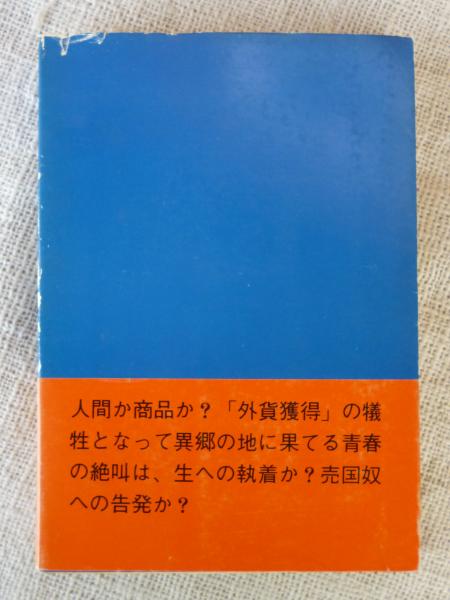 人間か商品か？「外貨獲得」の犠
牲となって異郷の地に果てる青春
の絶叫は、生への執着か？売国奴
への告発か？